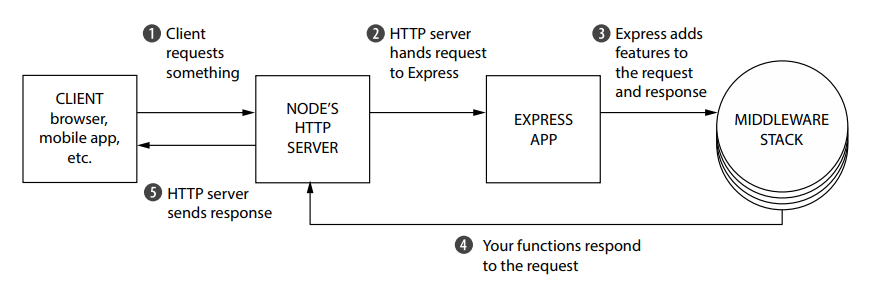 1 Client
requests
something
2 HTTP server
hands request
to Express
3 Express adds
features to
the request
and response
CLIENT
browser,
mobile app,
etc.
NODE’S
HTTP
SERVER
EXPRESS
APP
MIDDLEWARE
STACK
5 HTTP server
sends response
4 Your functions respond
to the request